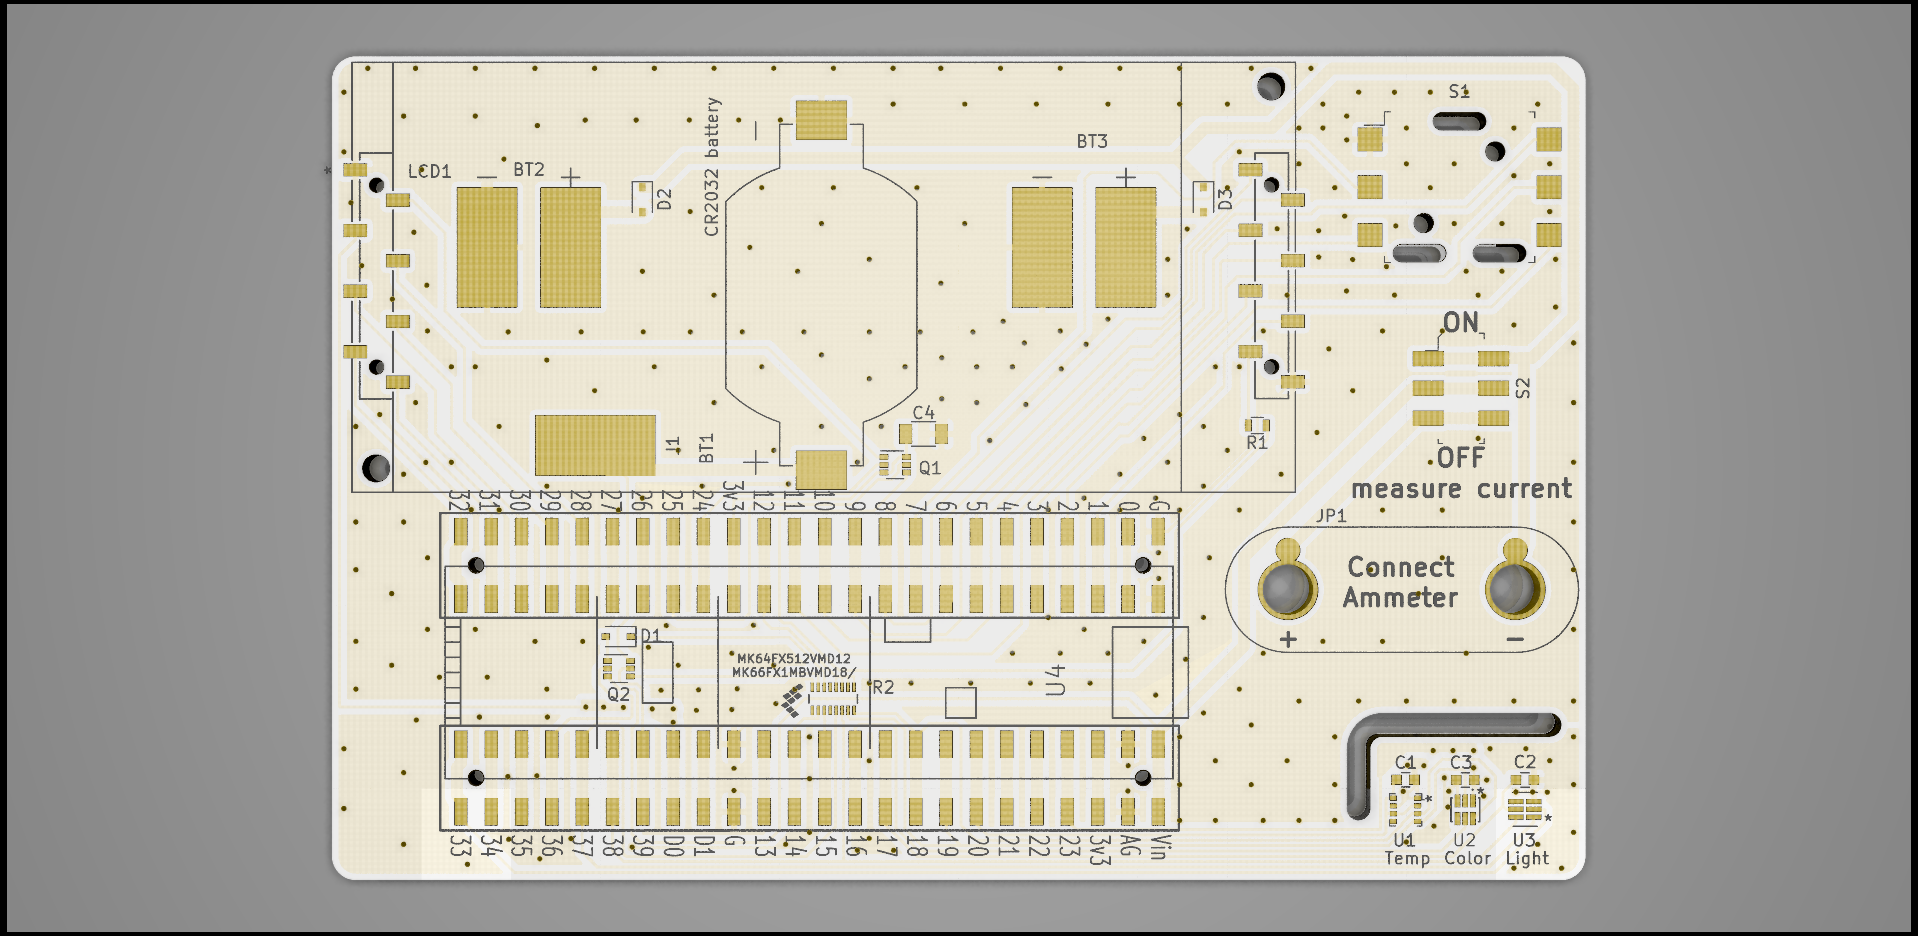 S1
*
LCD1
BT2
− +
D2
CR2032 battery
−
BT3
− +
D3
ON
S2
OFF
C4
Q1
J1
BT1
+
R1
measure current
JP1
Connect
Ammeter
+ −
32 31 30 29 28 27 26 25 24 3v3 12 11 10 9 8 7 6 5 4 3 2 1 0 G
D1
Q2
MK64FX512VMD12
MK66FX1MBVMD18/
R2
U4
33 34 35 36 37 38 39 D0 D1 G 13 14 15 16 17 18 19 20 21 22 23 3v3 AG Vin
C1 C3 C2
* * *
U1 U2 U3
Temp Color Light